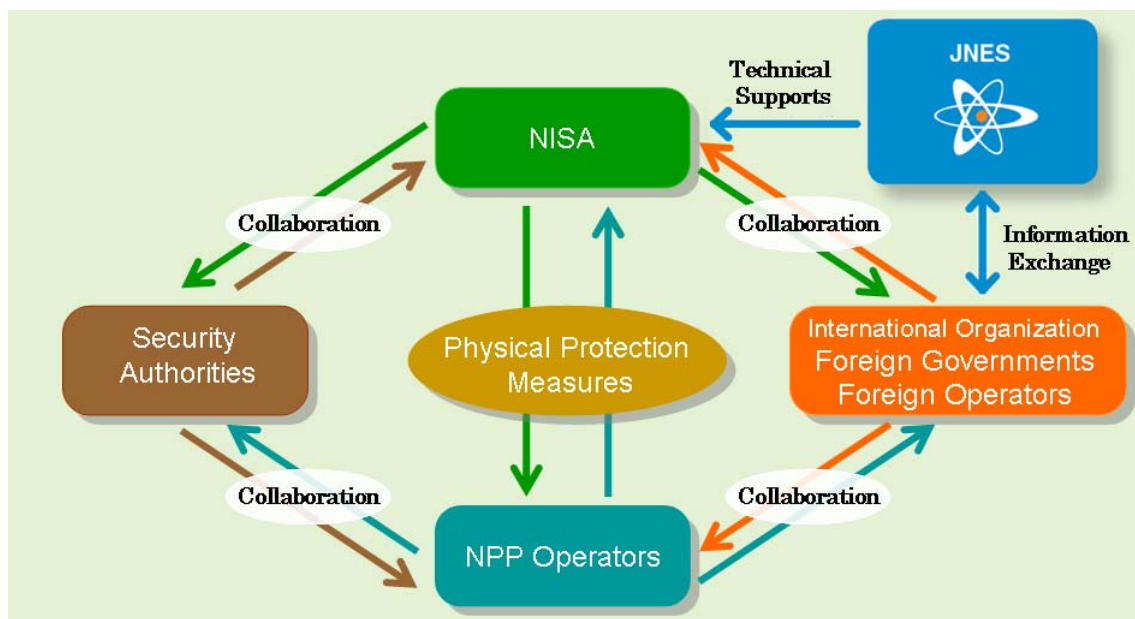 JNES
Technical
Supports
NISA
Collaboration
Collaboration
Information
Exchange
Security
Authorities
Physical Protection
Measures
International Organization
Foreign Governments
Foreign Operators
Collaboration
Collaboration
NPP Operators